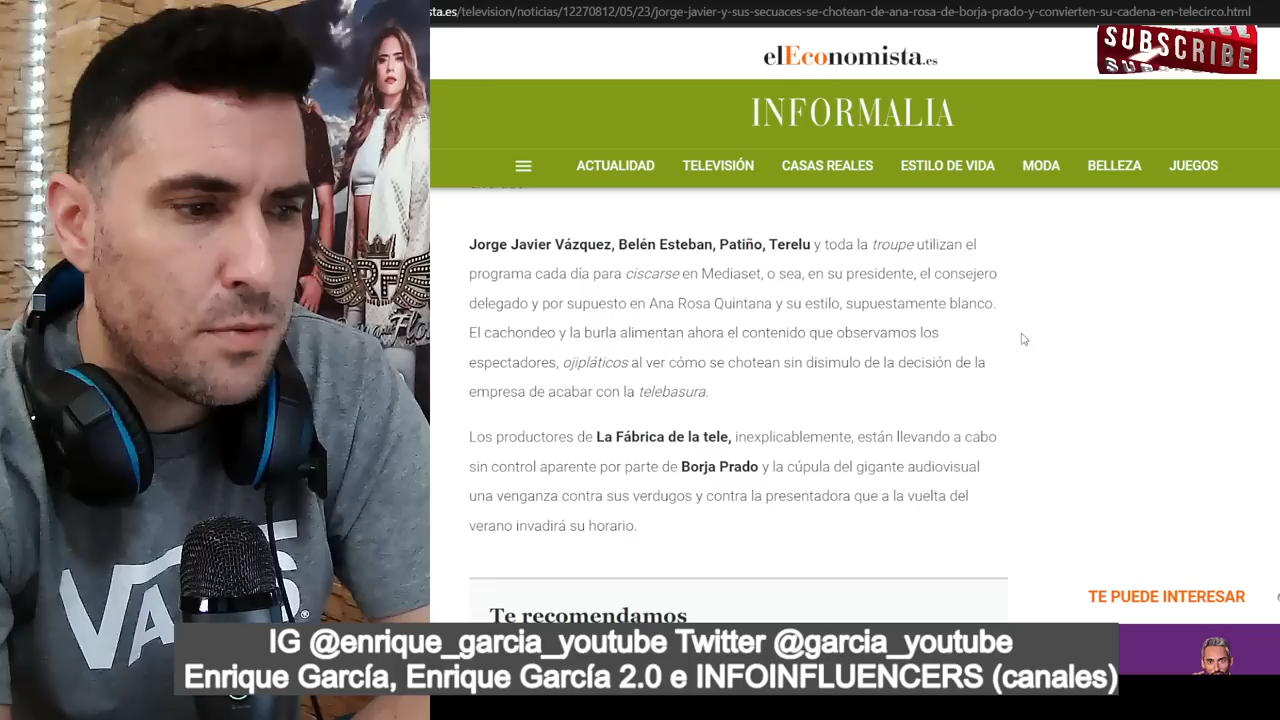 ta.es/television/noticias/12270812/05/23/jorge-javier-y-sus-secuaces-se-chotean-de-ana-rosa-de-borja-prado-y-convierten-su-cadena-en-telecirco.html
elEconomista.es
SUBSCRIBE
INFORMALIA
ACTUALIDAD TELEVISIÓN CASAS REALES ESTILO DE VIDA MODA BELLEZA JUEGOS
Jorge Javier Vázquez, Belén Esteban, Patiño, Terelu y toda la troupe utilizan el
programa cada día para ciscarse en Mediaset, o sea, en su presidente, el consejero
delegado y por supuesto en Ana Rosa Quintana y su estilo, supuestamente blanco.
El cachondeo y la burla alimentan ahora el contenido que observamos los
espectadores, ojipláticos al ver cómo se chotean sin disimulo de la decisión de la
empresa de acabar con la telebasura.
Los productores de La Fábrica de la tele, inexplicablemente, están llevando a cabo
sin control aparente por parte de Borja Prado y la cúpula del gigante audiovisual
una venganza contra sus verdugos y contra la presentadora que a la vuelta del
verano invadirá su horario.
Te recomendamos
TE PUEDE INTERESAR
RFS
VANS
IG @enrique_garcia_youtube Twitter @garcia_youtube
Enrique García, Enrique García 2.0 e INFOINFLUENCERS (canales)